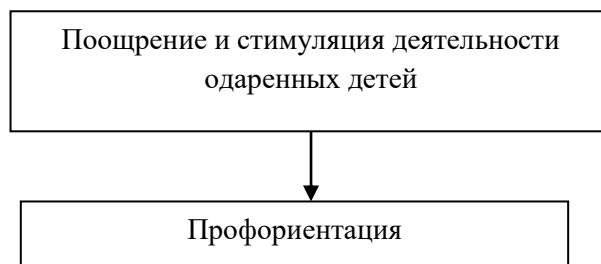 Поощрение и стимуляция деятельности
одаренных детей
Профориентация